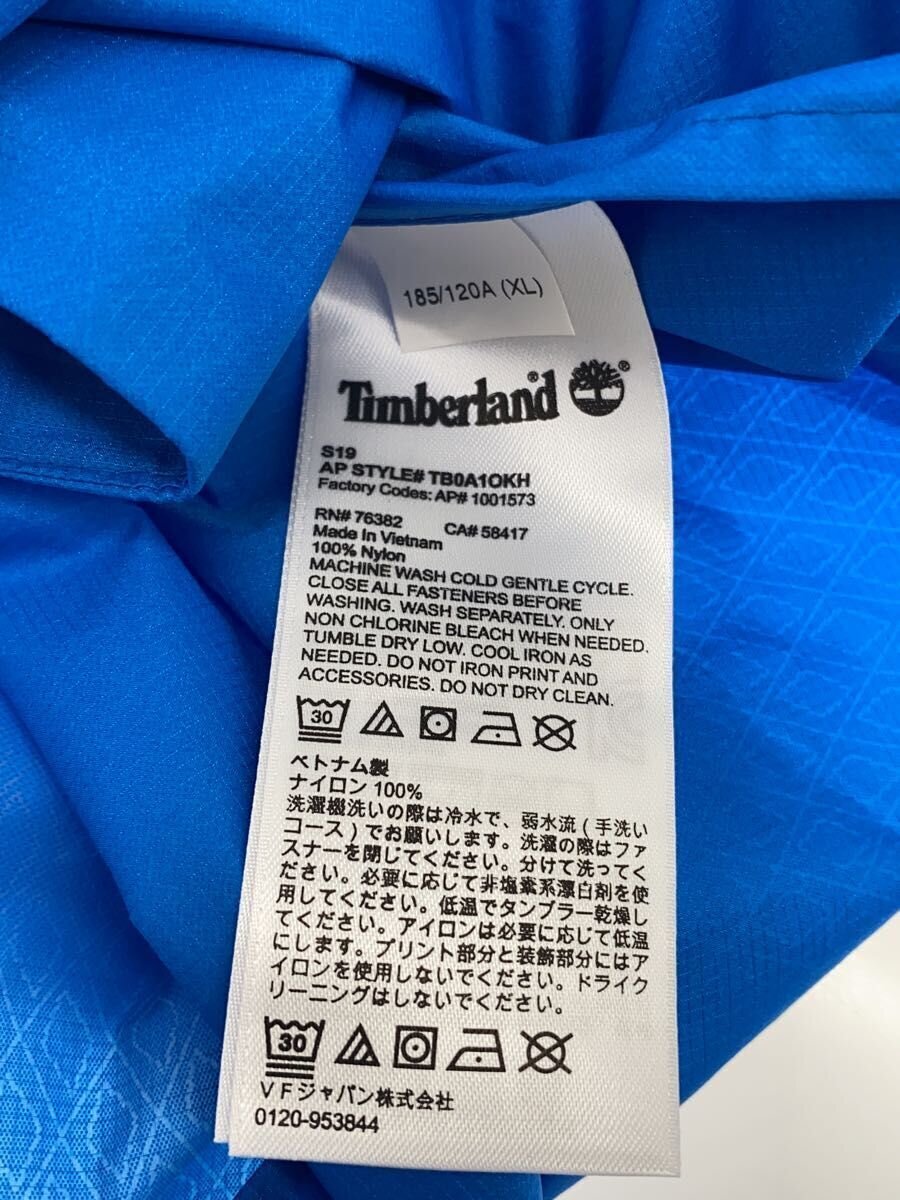 185/120A (XL)
Timberland®
S19
AP STYLE# TB0A1OKH
Factory Codes: AP# 1001573
RN# 76382 CA# 58417
Made In Vietnam
100% Nylon
MACHINE WASH COLD GENTLE CYCLE.
CLOSE ALL FASTENERS BEFORE
WASHING. WASH SEPARATELY. ONLY
NON CHLORINE BLEACH WHEN NEEDED.
TUMBLE DRY LOW. COOL IRON AS
NEEDED. DO NOT IRON PRINT AND
ACCESSORIES. DO NOT DRY CLEAN.
30
ベトナム製
ナイロン 100%
洗濯機洗いの際は冷水で、弱水流 ( 手洗い
コース ) でお願いします。洗濯の際はファ
スナーを閉じてください。分けて洗ってく
ださい。必要に応じて非塩素系漂白剤を使
用してください。低温でタンブラー乾燥し
てください。アイロンは必要に応じて低温
にします。プリント部分と装飾部分にはア
イロンを使用しないでください。ドライク
リーニングはしないでください。
30
VFジャパン株式会社
0120-953844